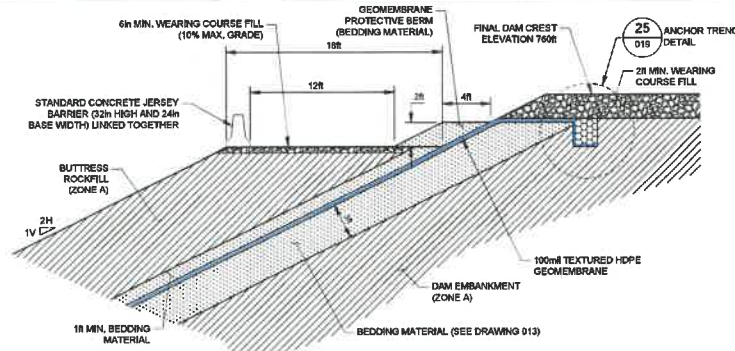 GEOMEMBRANE
PROTECTIVE BERM
(BEDDING MATERIAL)
6in MIN. WEARING COURSE FILL
(10% MAX. GRADE)
FINAL DAM CREST
ELEVATION 760ft
25
019
ANCHOR TRENC
DETAIL
16ft
12ft
2ft
4ft
2ft MIN. WEARING
COURSE FILL
STANDARD CONCRETE JERSEY
BARRIER (32in HIGH AND 24in
BASE WIDTH) LINKED TOGETHER
BUTTRESS
ROCKFILL
(ZONE A)
2H
1V
100mil TEXTURED HDPE
GEOMEMBRANE
DAM EMBANKMENT
(ZONE A)
1ft MIN. BEDDING
MATERIAL
BEDDING MATERIAL (SEE DRAWING 013)